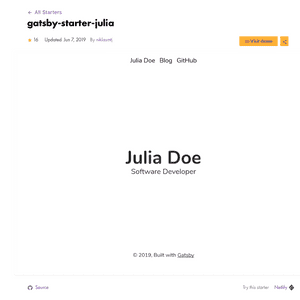 ← All Starters
gatsby-starter-julia
16 Updated Jun 7, 2019 By niklasmtj
Visit demo
Julia Doe Blog GitHub
Julia Doe
Software Developer
© 2019, Built with Gatsby
Source Try this starter Netlify